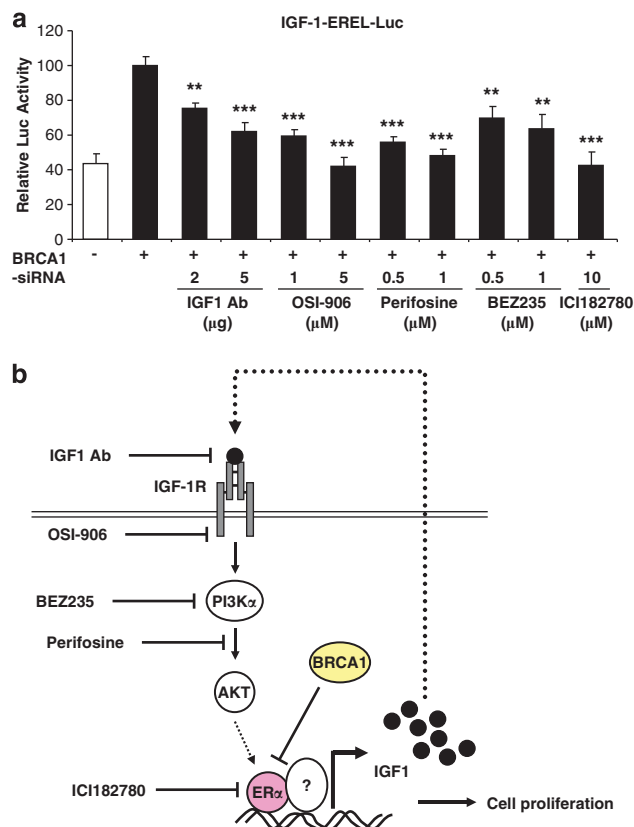 a
IGF-1-EREL-Luc
Relative Luc Activity
120
100
80
60
40
20
0
** *** *** *** *** *** ** ** ***
BRCA1 - + + + + + + + + + +
-siRNA 2 5 1 5 0.5 1 0.5 1 10
IGF1 Ab OSI-906 Perifosine BEZ235 ICI182780
(μg) (μM) (μM) (μM) (μM)
b
IGF1 Ab
IGF-1R
OSI-906
BEZ235
PI3Kα
Perifosine
BRCA1
AKT
IGF1
ICI182780
ERα
?
Cell proliferation